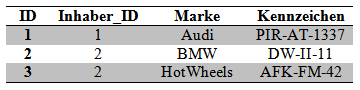 ID Inhaber_ID Marke Kennzeichen
1 1 Audi PIR-AT-1337
2 2 BMW DW-II-11
3 2 HotWheels AFK-FM-42